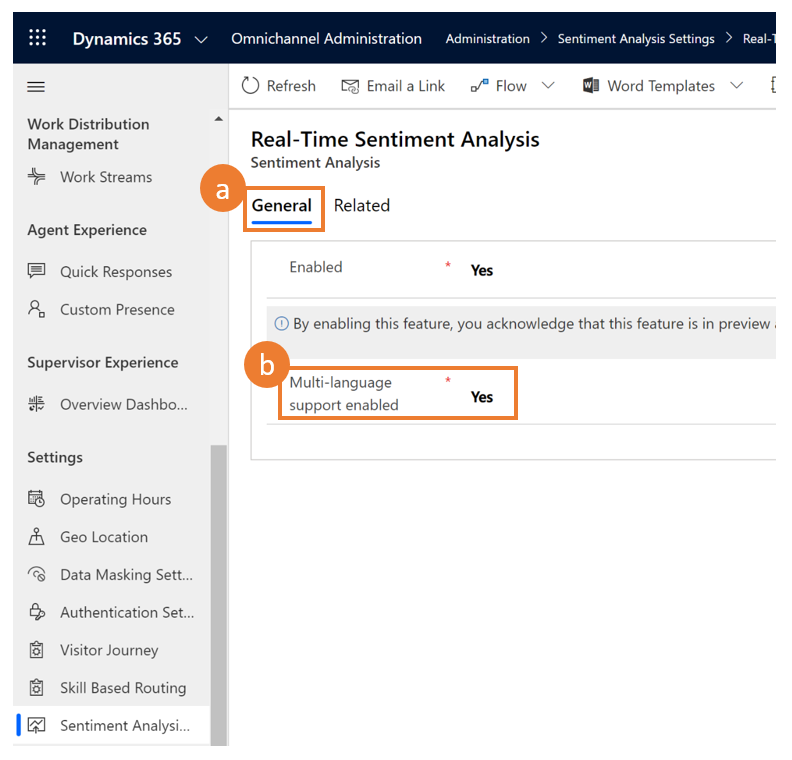 Dynamics 365
Omnichannel Administration
Administration > Sentiment Analysis Settings > Real-T
Refresh
Email a Link
Flow
Word Templates
Work Distribution
Management
Work Streams
Agent Experience
Quick Responses
Custom Presence
Supervisor Experience
Overview Dashbo...
Settings
Operating Hours
Geo Location
Data Masking Sett...
Authentication Set...
Visitor Journey
Skill Based Routing
Sentiment Analysi...
Real-Time Sentiment Analysis
Sentiment Analysis
a
General
Related
Enabled * Yes
By enabling this feature, you acknowledge that this feature is in preview
b
Multi-language
support enabled
* Yes